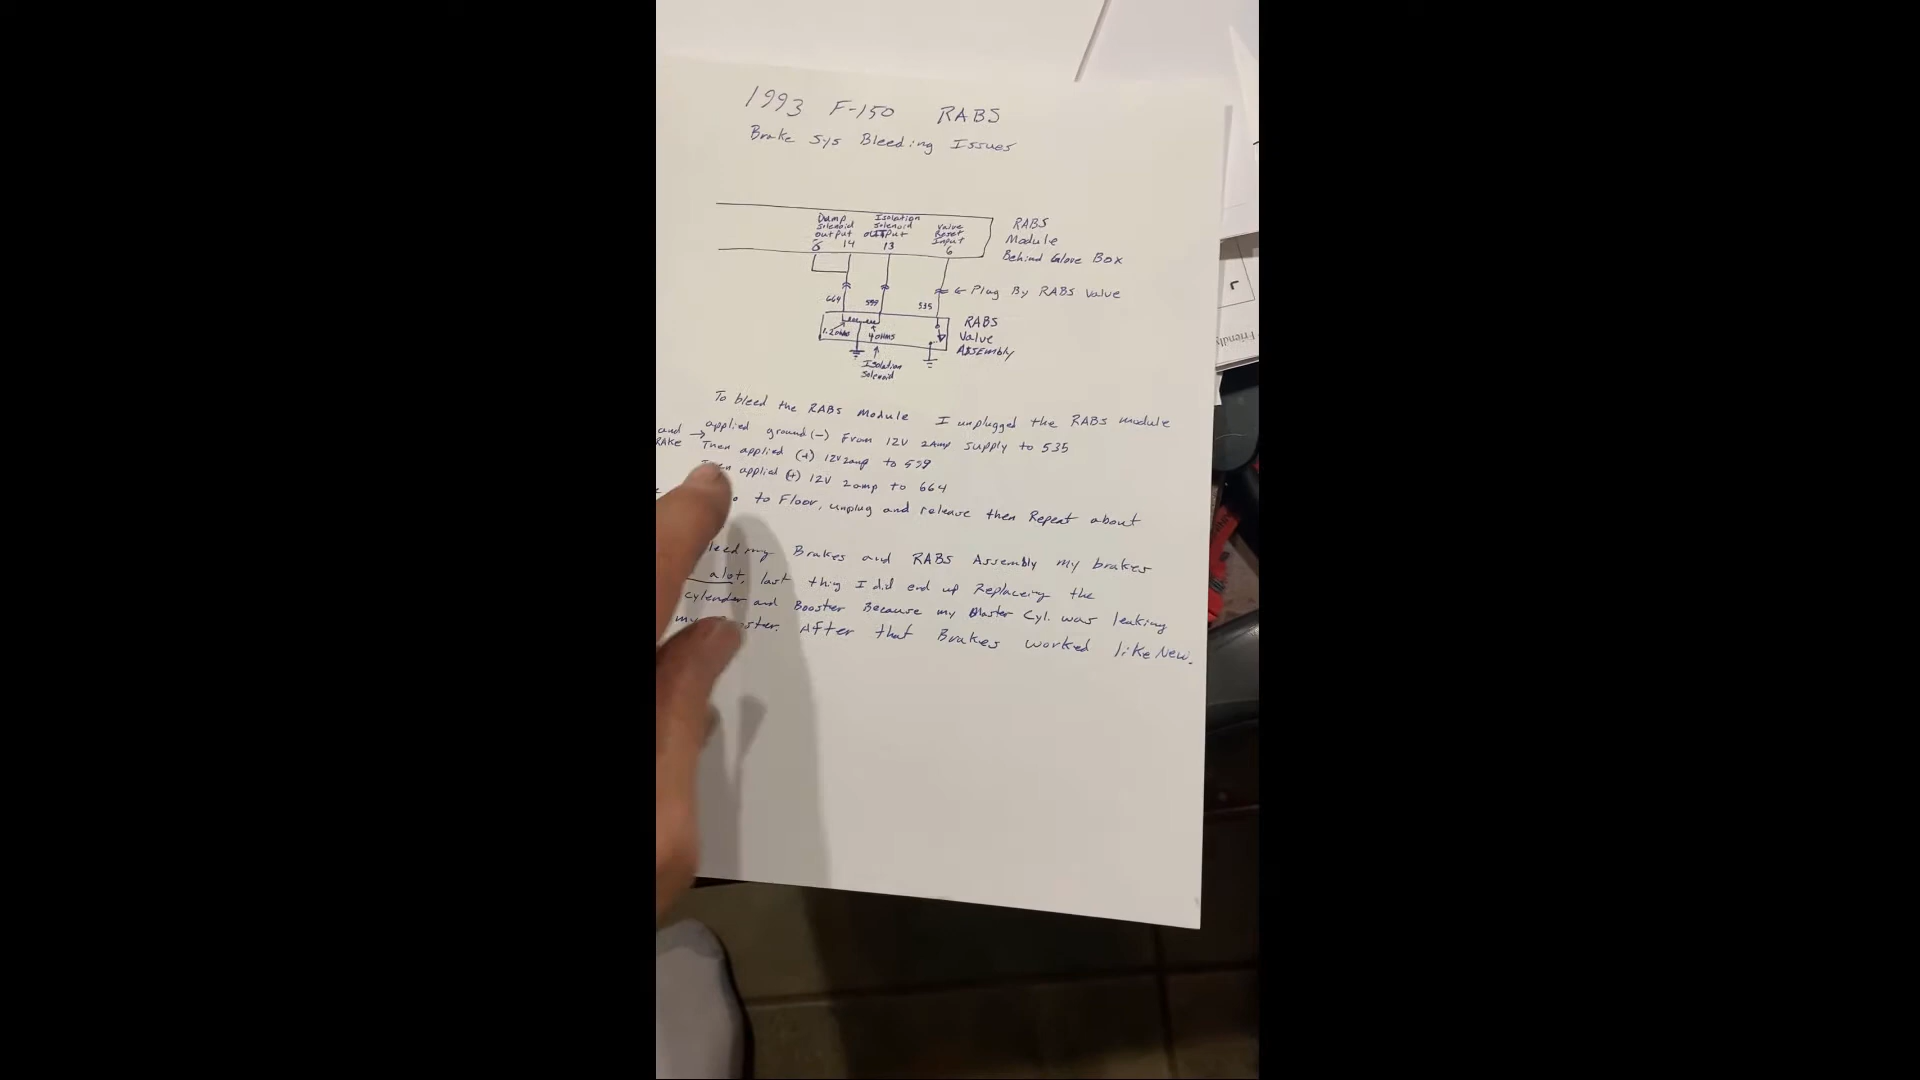 1993 F-150 RABS
Brake Sys Bleeding Issues
Dump Solenoid output
Isolation Solenoid output
Valve Reset Input
14 13 6
RABS
Module
Behind Glove Box
← Plug By RABS Valve
664 599 535
1.2 ohms
4 OHMS
RABS
Valve
ASSEMBLY
Isolation
Solenoid
To bleed the RABS Module I unplugged the RABS module
and → applied ground (-) From 12V 2Amp supply to 535
Then applied (+) 12V 2amp to 599
applied (+) 12V 2amp to 664
to Floor, unplug and release then Repeat about
my Brakes and RABS Assembly my brakes
alot, last thing I did end up Replaceing the
cylender and Booster Because my Master Cyl. was leaking
my After that Brakes worked like New.
Friendly